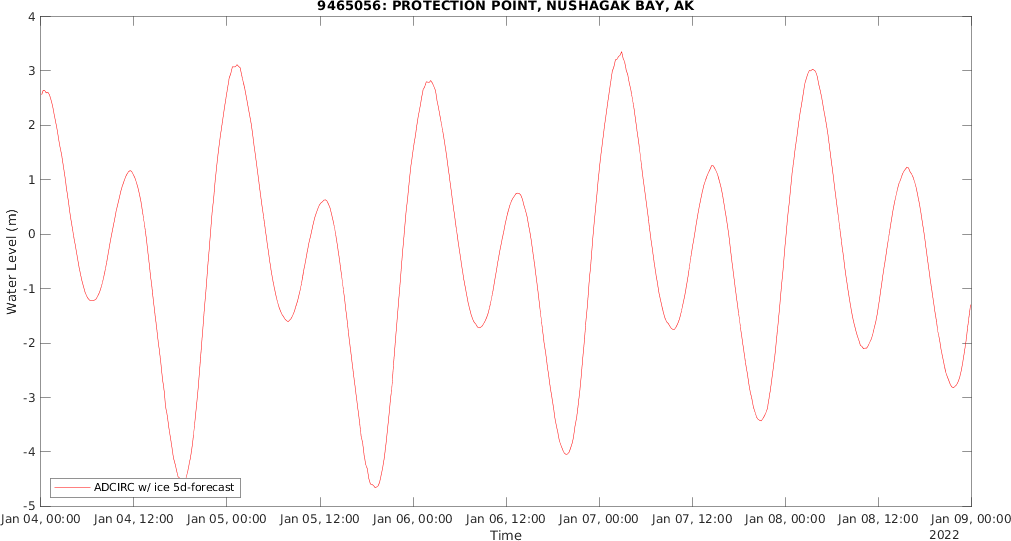 9465056: PROTECTION POINT, NUSHAGAK BAY, AK
4
3
2
1
0
-1
-2
-3
-4
-5
Water Level (m)
ADCIRC w/ ice 5d-forecast
Jan 04, 00:00 Jan 04, 12:00 Jan 05, 00:00 Jan 05, 12:00 Jan 06, 00:00 Jan 06, 12:00 Jan 07, 00:00 Jan 07, 12:00 Jan 08, 00:00 Jan 08, 12:00 Jan 09, 00:00
Time
2022